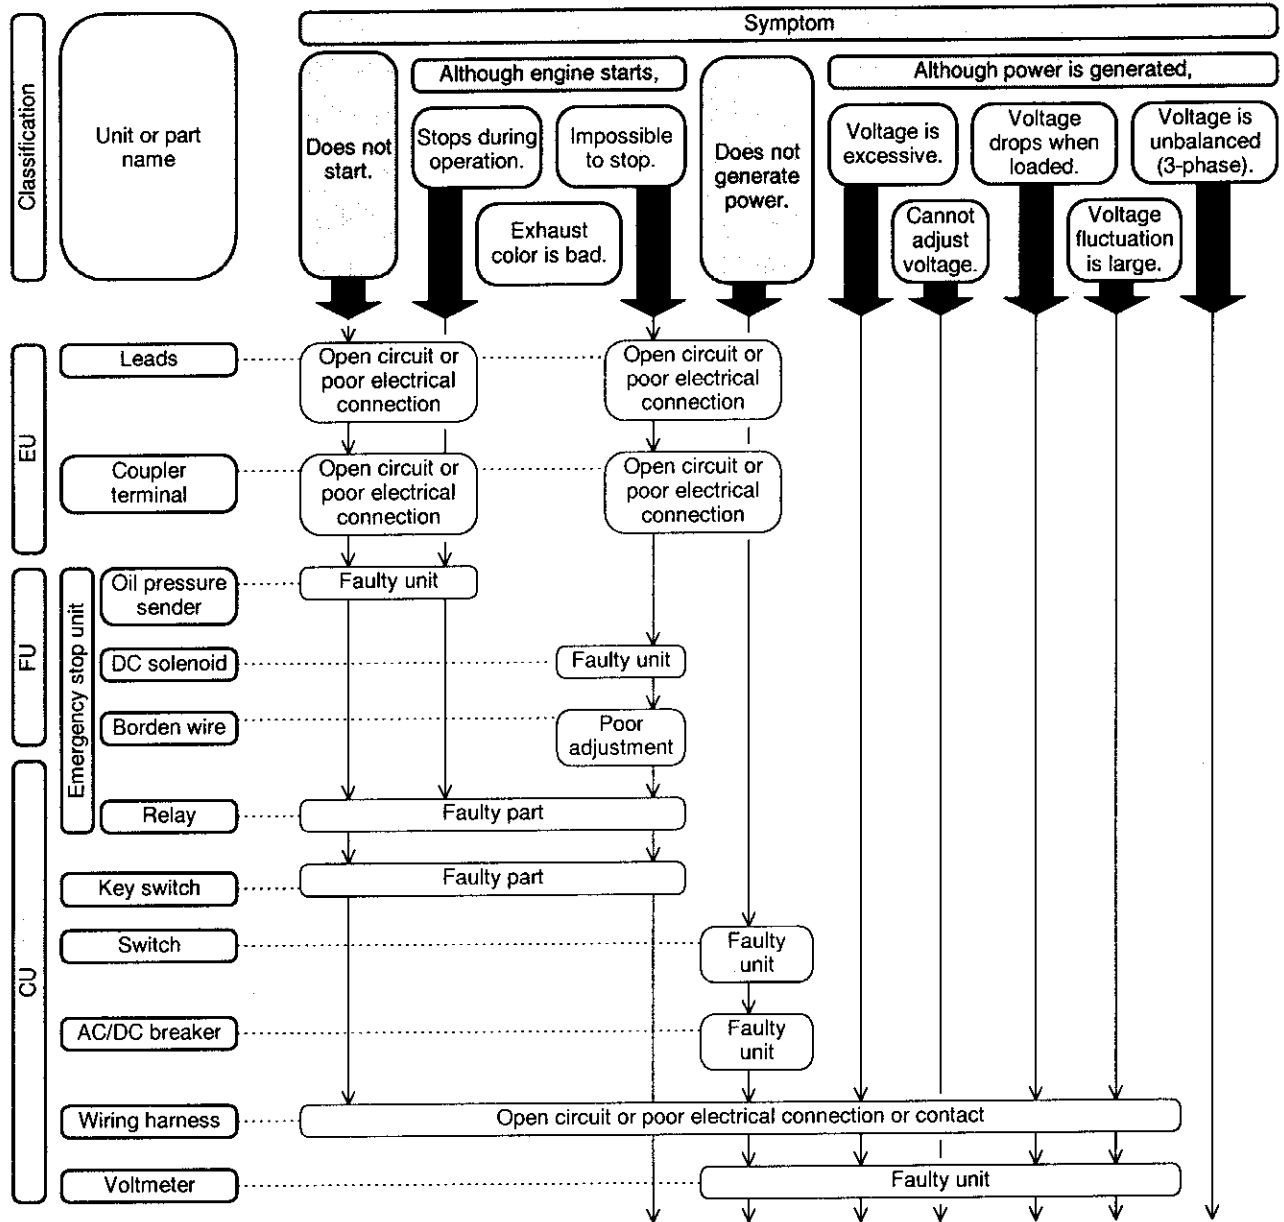 Symptom
Classification
Unit or part
name
Does not
start.
Although engine starts,
Stops during
operation.
Impossible
to stop.
Exhaust
color is bad.
Does not
generate
power.
Although power is generated,
Voltage is
excessive.
Cannot
adjust
voltage.
Voltage
drops when
loaded.
Voltage
fluctuation
is large.
Voltage is
unbalanced
(3-phase).
EU
Leads
Open circuit or
poor electrical
connection
Open circuit or
poor electrical
connection
Coupler
terminal
Open circuit or
poor electrical
connection
Open circuit or
poor electrical
connection
FU
Emergency stop unit
Oil pressure
sender
Faulty unit
DC solenoid
Faulty unit
Borden wire
Poor
adjustment
CU
Relay
Faulty part
Key switch
Faulty part
Switch
Faulty
unit
AC/DC breaker
Faulty
unit
Wiring harness
Open circuit or poor electrical connection or contact
Voltmeter
Faulty unit